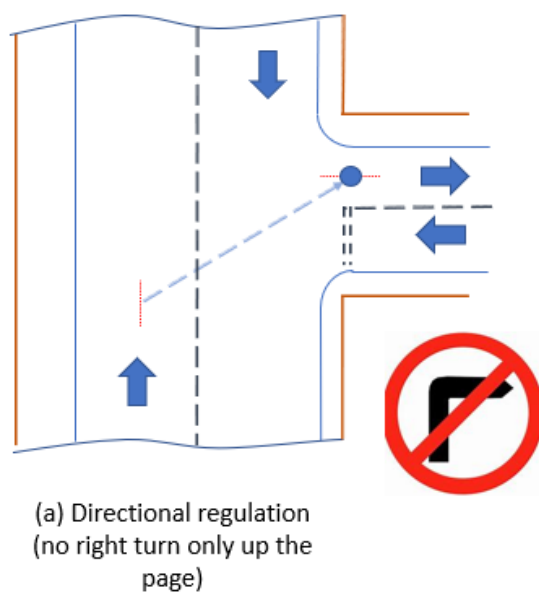 (a) Directional regulation
(no right turn only up the
page)